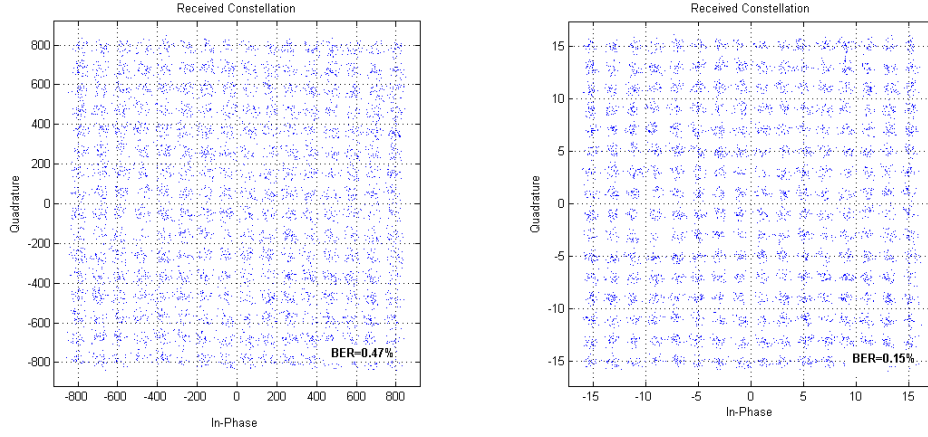 Received Constellation
800
600
400
200
0
-200
-400
-600
-800
Quadrature
BER=0.47%
-800 -600 -400 -200 0 200 400 600 800
In-Phase
Received Constellation
15
10
5
0
-5
-10
-15
Quadrature
BER=0.15%
-15 -10 -5 0 5 10 15
In-Phase